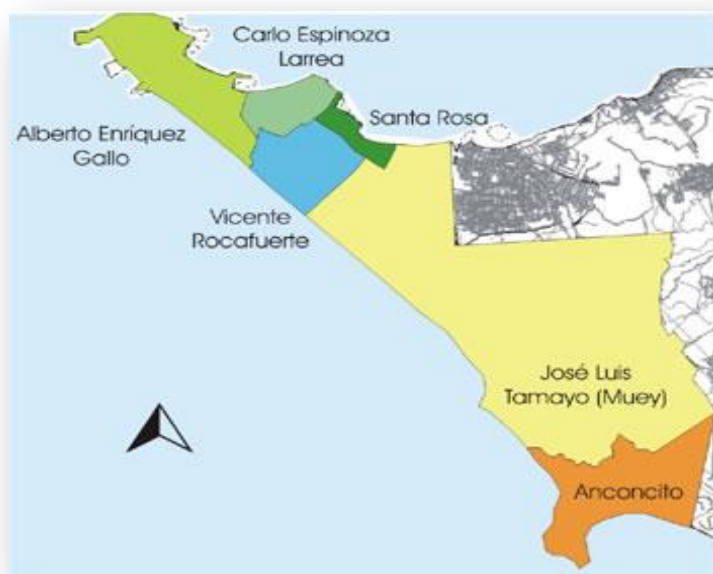 Carlo Espinoza
Larrea
Santa Rosa
Alberto Enríquez
Gallo
Vicente
Rocafuerte
José Luis
Tamayo (Muey)
Anconcito